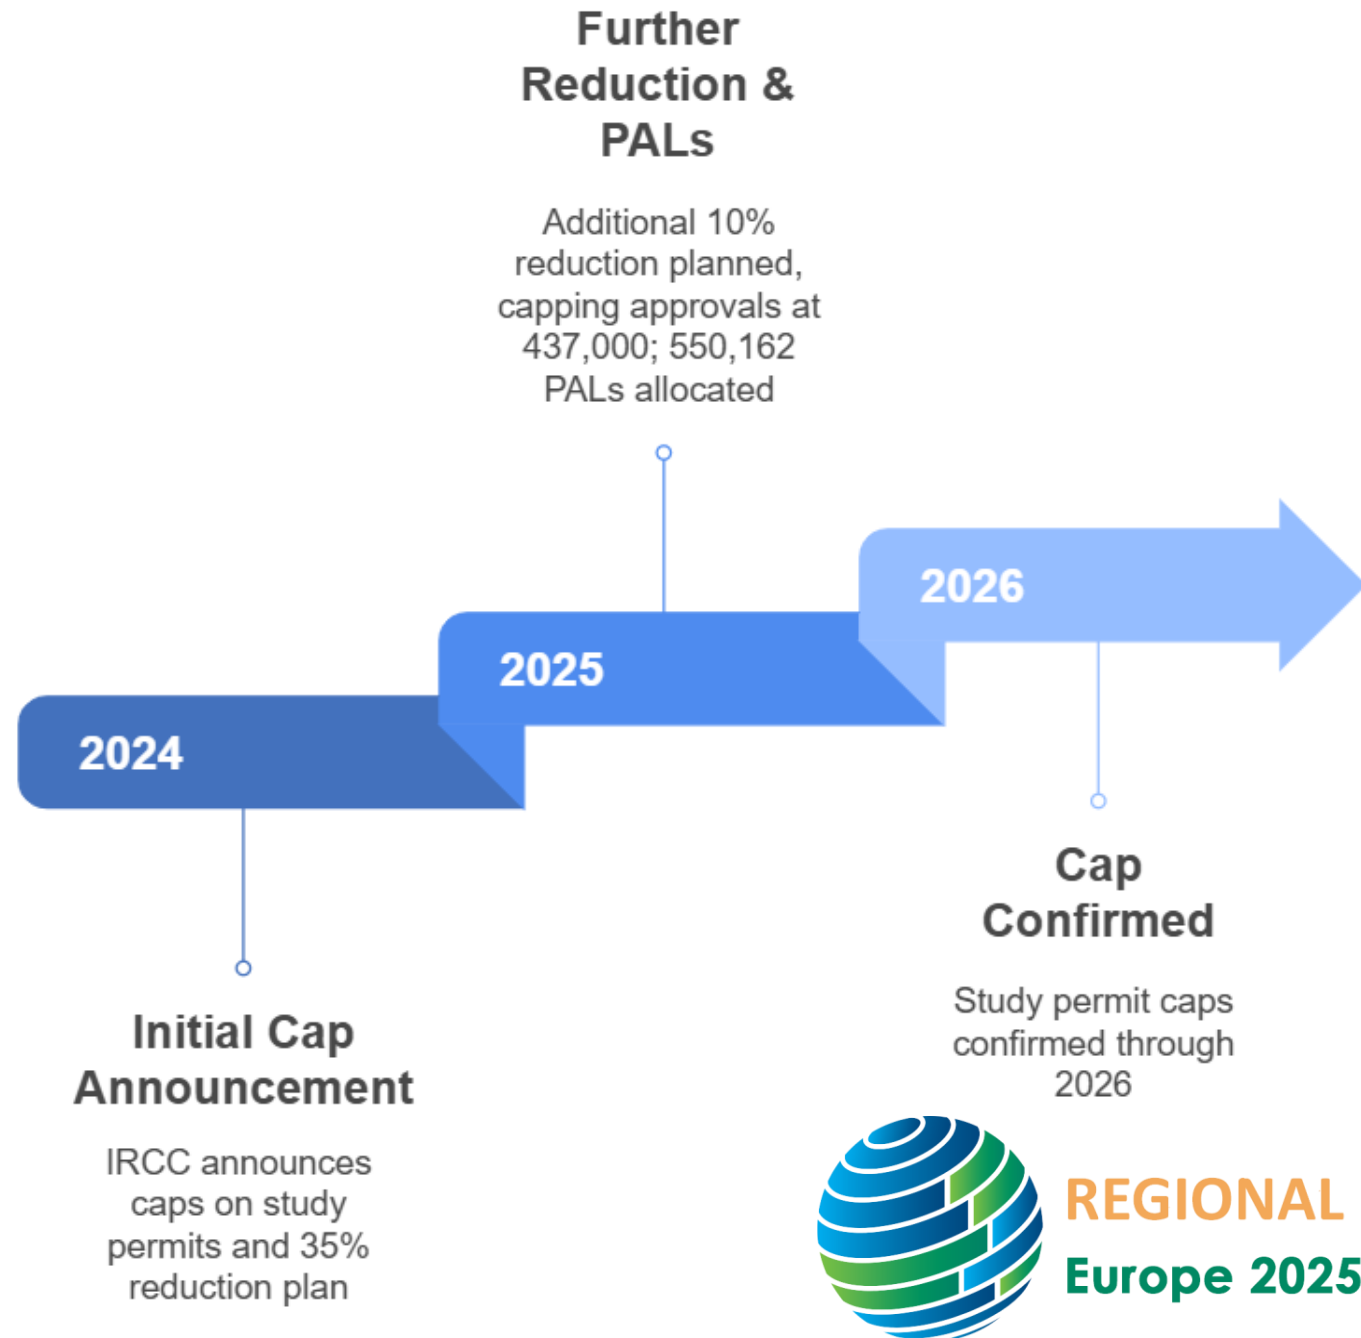 Further
Reduction &
PALs
Additional 10%
reduction planned,
capping approvals at
437,000; 550,162
PALs allocated
2026
2025
2024
Cap
Confirmed
Study permit caps
confirmed through
2026
Initial Cap
Announcement
IRCC announces
caps on study
permits and 35%
reduction plan
REGIONAL
Europe 2025